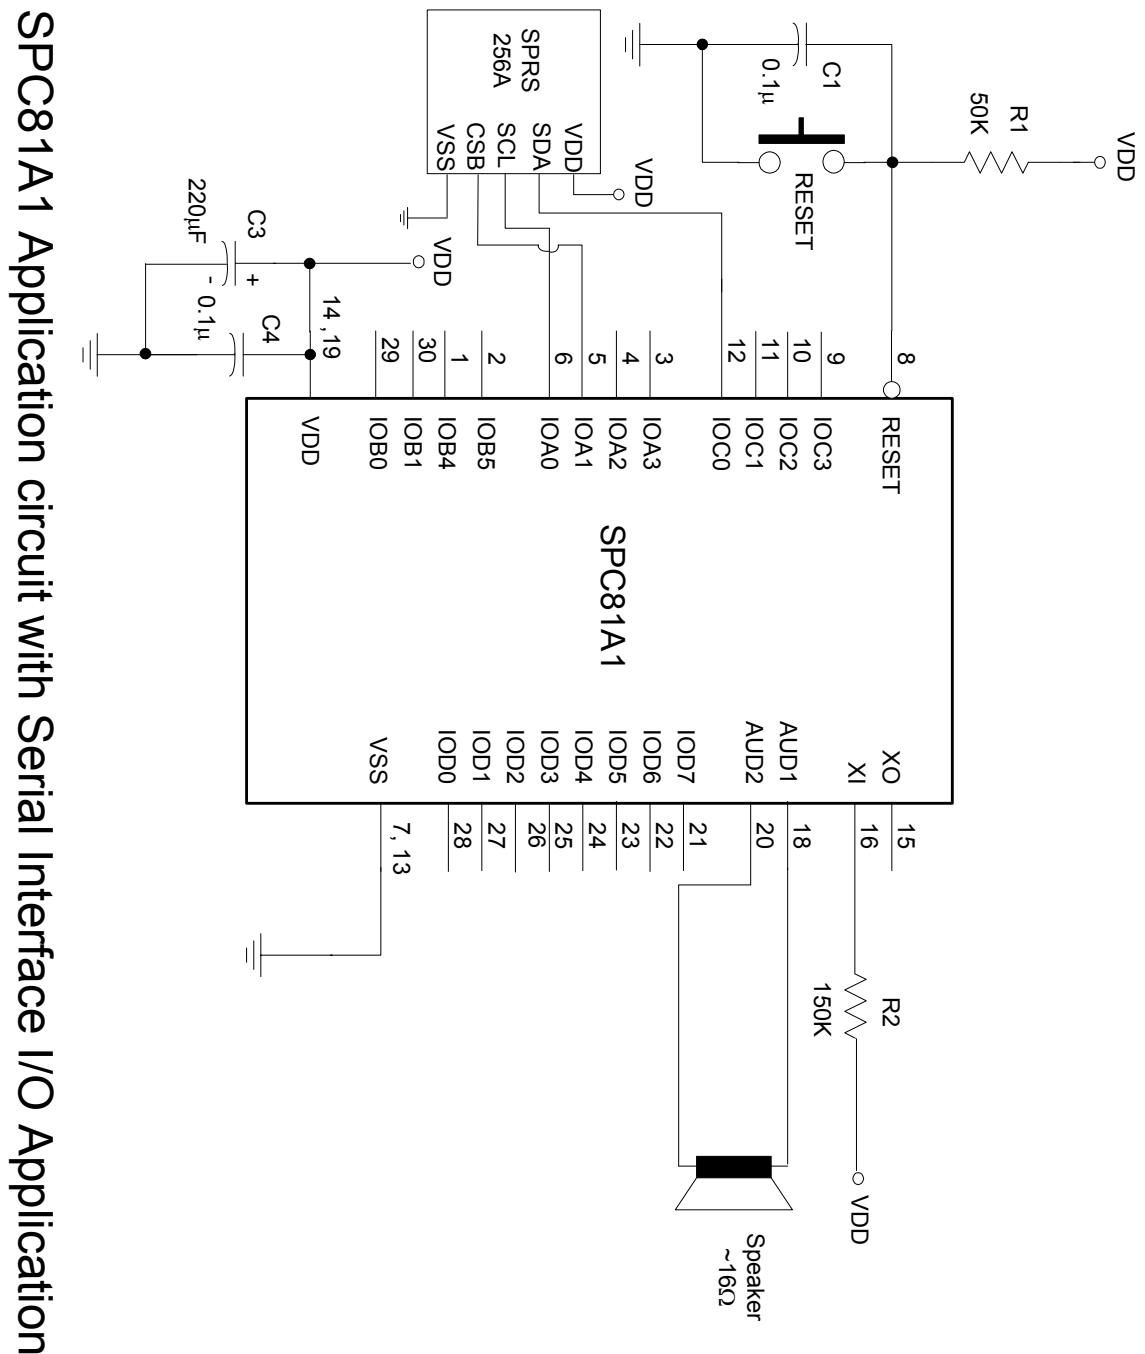 VDD
R1
50K
C1
0.1μ
RESET
SPRS
256A
VDD
SDA
SCL
CSB
VSS
VDD
VDD
C3
220μF
+
-
C4
0.1μ
14 ,19
8
9
10
11
12
3
4
5
6
2
1
30
29
RESET
IOC3
IOC2
IOC1
IOC0
IOA3
IOA2
IOA1
IOA0
IOB5
IOB4
IOB1
IOB0
VDD
SPC81A1
XO
XI
AUD1
AUD2
IOD7
IOD6
IOD5
IOD4
IOD3
IOD2
IOD1
IOD0
VSS
15
16
18
20
21
22
23
24
25
26
27
28
7, 13
R2
150K
VDD
Speaker
~16Ω
SPC81A1 Application circuit with Serial Interface I/O Application